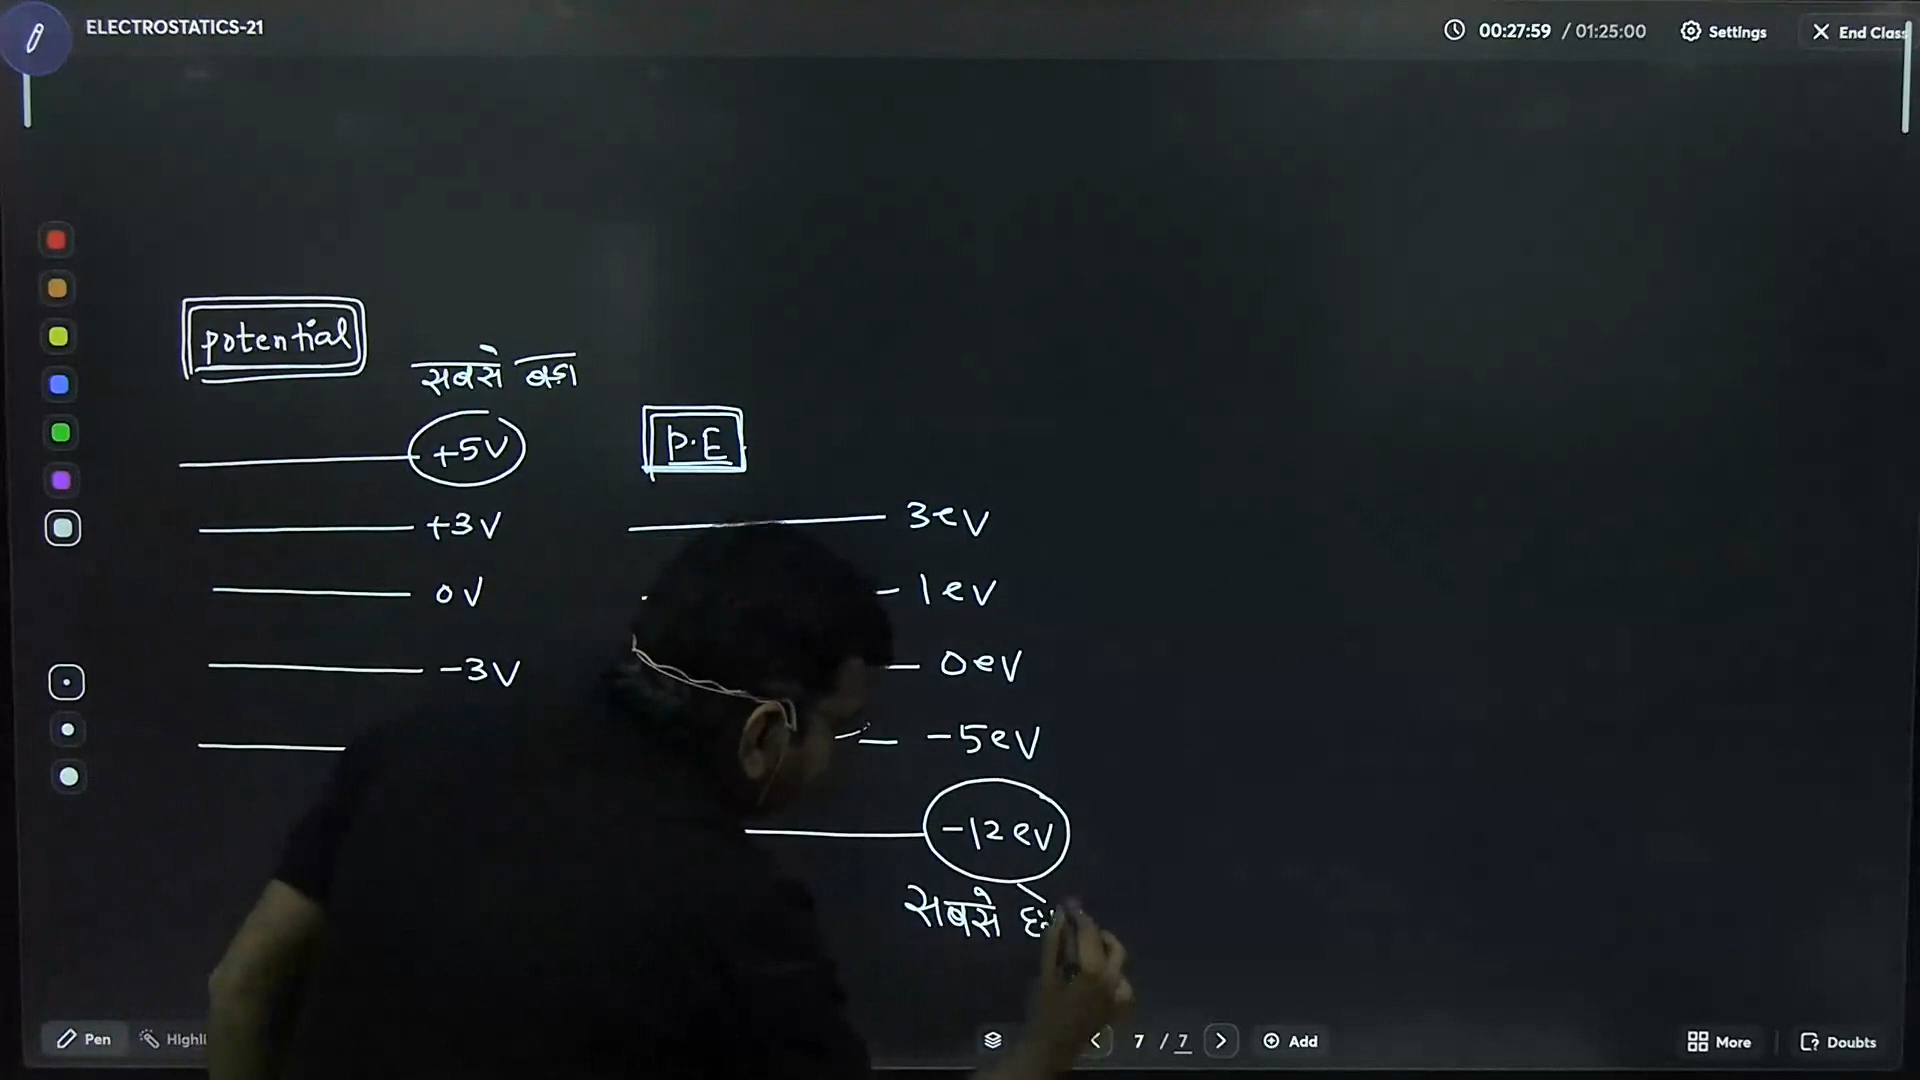 ELECTROSTATICS-21
00:27:59 / 01:25:00
Settings
End Class
potential
सबसे बड़ा
+5V
P.E
+3V
3eV
0V
1eV
-3V
0eV
-5eV
-12eV
सबसे
Pen
7 / 7
Add
More
Doubts